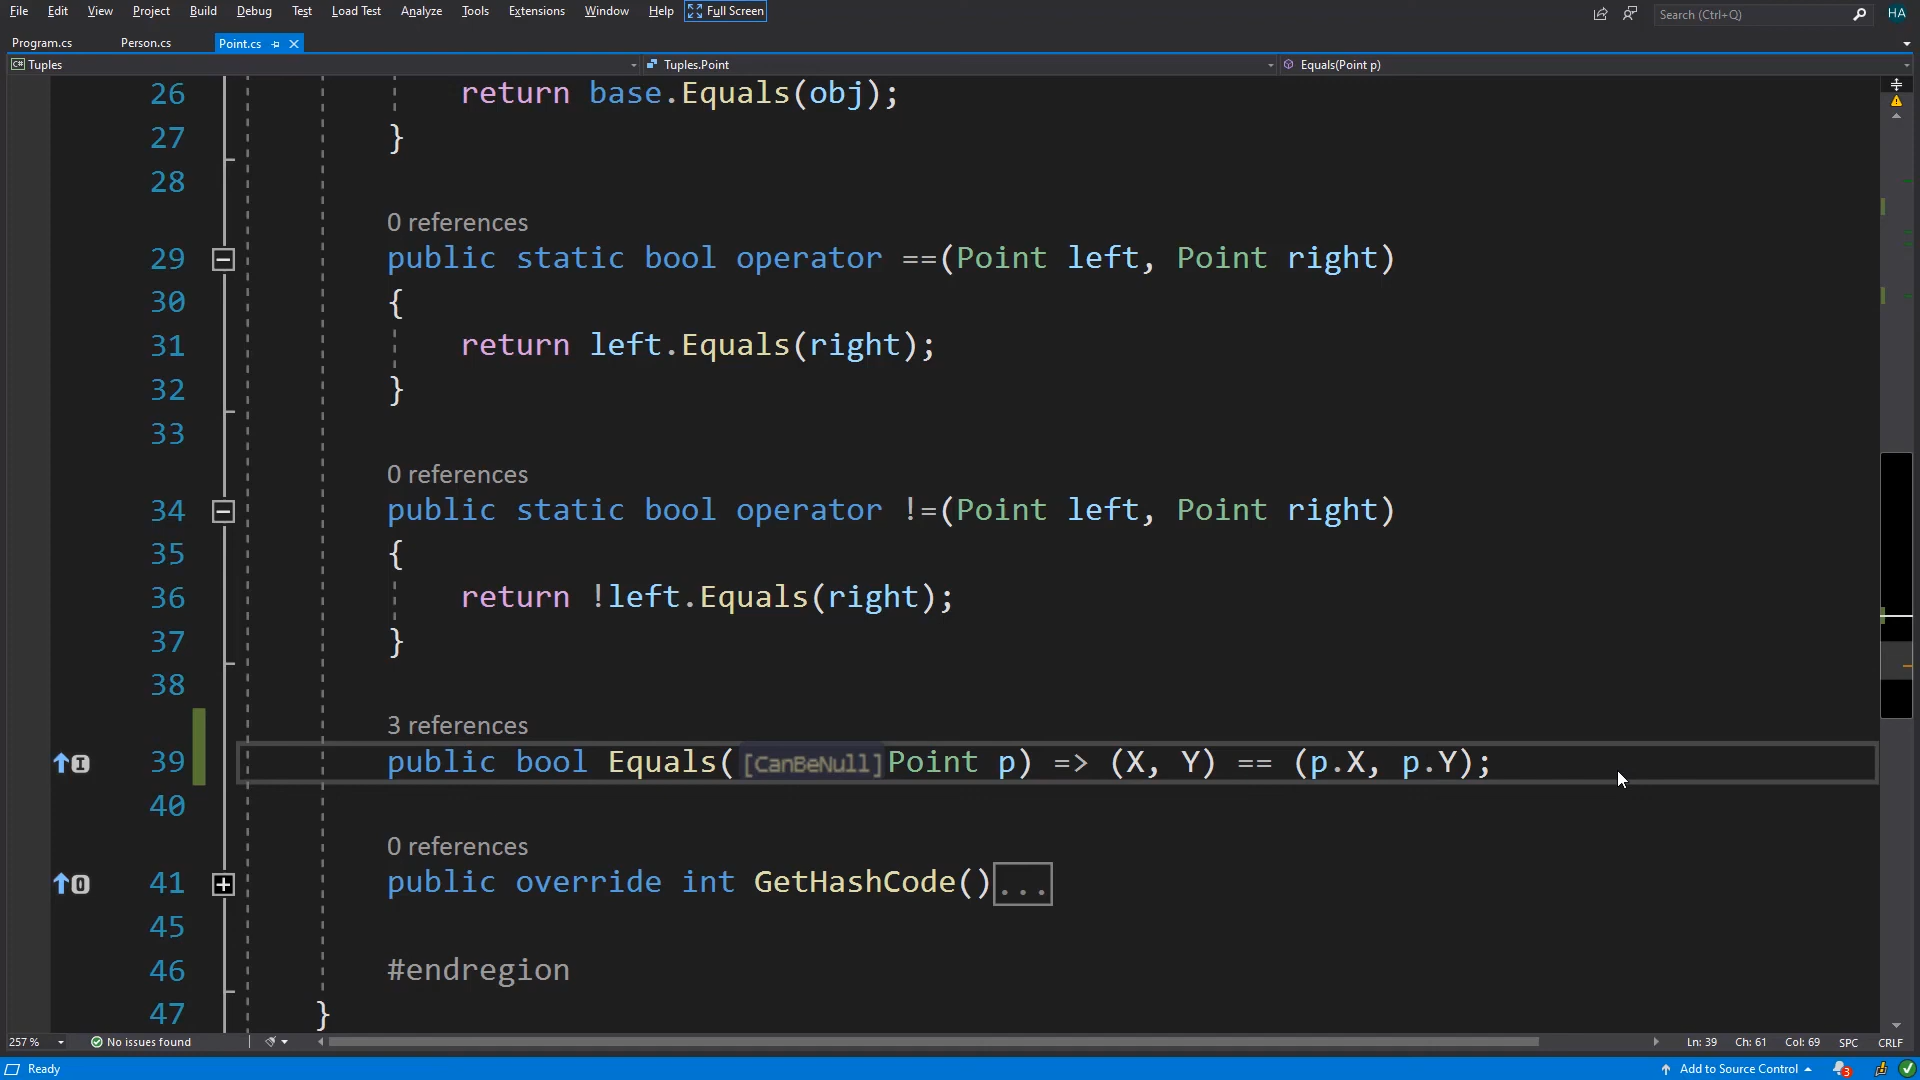 File Edit View Project Build Debug Test Load Test Analyze Tools Extensions Window Help Full Screen Search (Ctrl+Q) HA
Program.cs Person.cs Point.cs
C# Tuples Tuples.Point Equals(Point p)
26 return base.Equals(obj);
27 }
28
0 references
29 public static bool operator ==(Point left, Point right)
30 {
31 return left.Equals(right);
32 }
33
0 references
34 public static bool operator !=(Point left, Point right)
35 {
36 return !left.Equals(right);
37 }
38
3 references
39 public bool Equals([CanBeNull]Point p) => (X, Y) == (p.X, p.Y);
40
0 references
41 public override int GetHashCode()...
45
46 #endregion
47 }
257 % No issues found Ln: 39 Ch: 61 Col: 69 SPC CRLF
Ready Add to Source Control 3